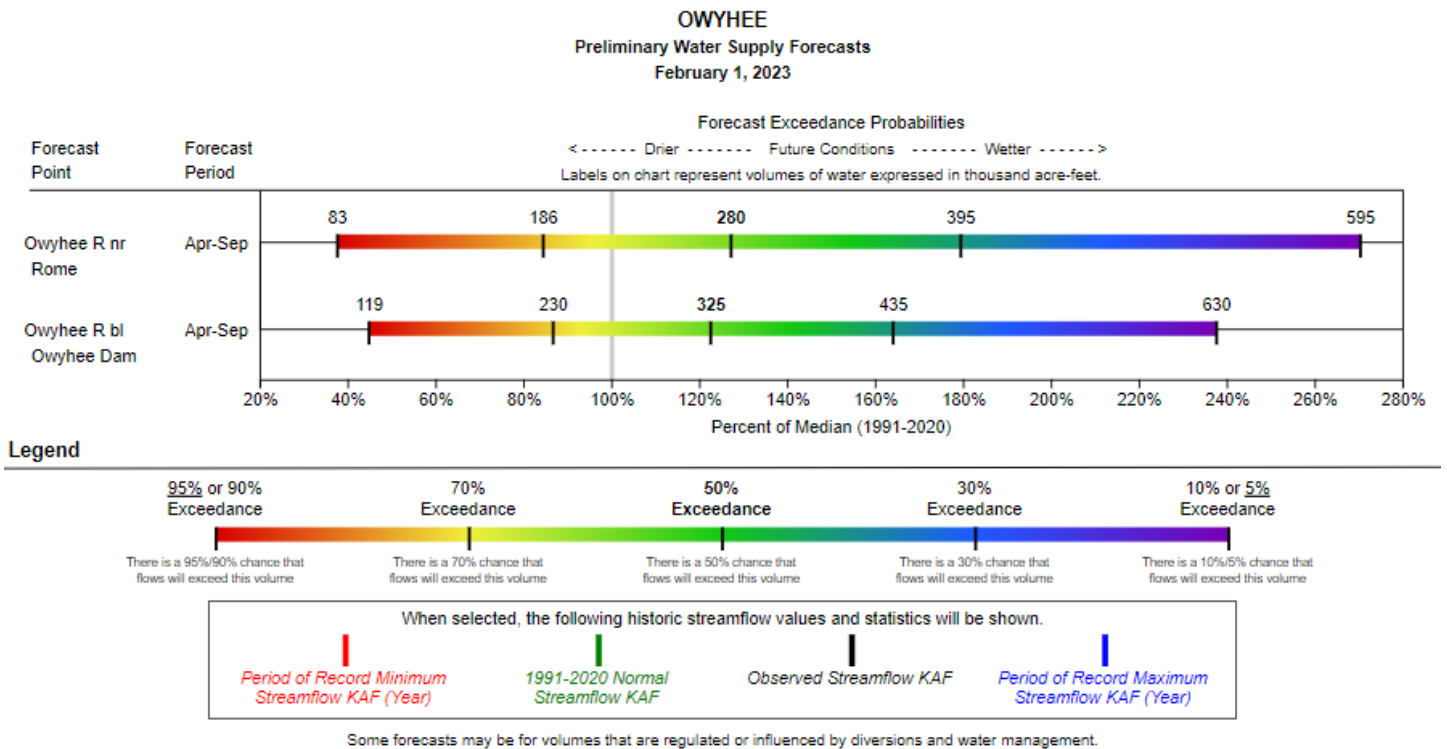 OWYHEE
Preliminary Water Supply Forecasts
February 1, 2023
Forecast Exceedance Probabilities
Forecast Forecast <- - - - - - Drier - - - - - - - Future Conditions - - - - - - - Wetter - - - - - ->
Point Period Labels on chart represent volumes of water expressed in thousand acre-feet.
83 186 280 395 595
Owyhee R nr Apr-Sep
Rome
119 230 325 435 630
Owyhee R bl Apr-Sep
Owyhee Dam
20% 40% 60% 80% 100% 120% 140% 160% 180% 200% 220% 240% 260% 280%
Percent of Median (1991-2020)
Legend
95% or 90% 70% 50% 30% 10% or 5%
Exceedance Exceedance Exceedance Exceedance Exceedance
There is a 95%/90% chance that There is a 70% chance that There is a 50% chance that There is a 30% chance that There is a 10%/5% chance that
flows will exceed this volume flows will exceed this volume flows will exceed this volume flows will exceed this volume flows will exceed this volume
When selected, the following historic streamflow values and statistics will be shown.
Period of Record Minimum 1991-2020 Normal Observed Streamflow KAF Period of Record Maximum
Streamflow KAF (Year) Streamflow KAF Streamflow KAF (Year)
Some forecasts may be for volumes that are regulated or influenced by diversions and water management.